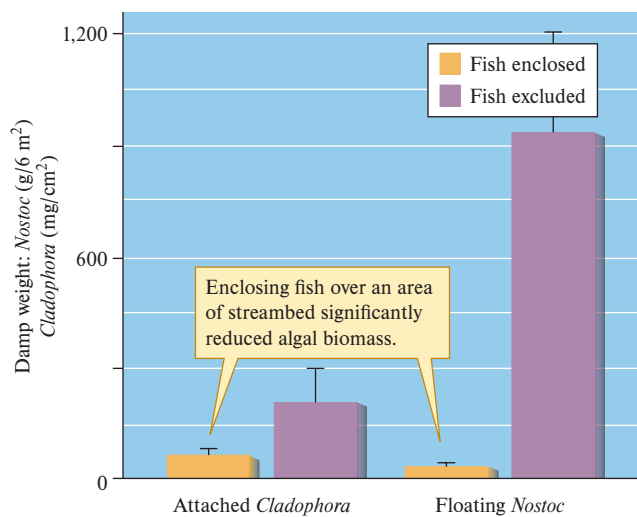 Damp weight: Nostoc (g/6 m²)
Cladophora (mg/cm²)
1,200
600
0
Fish enclosed
Fish excluded
Enclosing fish over an area
of streambed significantly
reduced algal biomass.
Attached Cladophora
Floating Nostoc